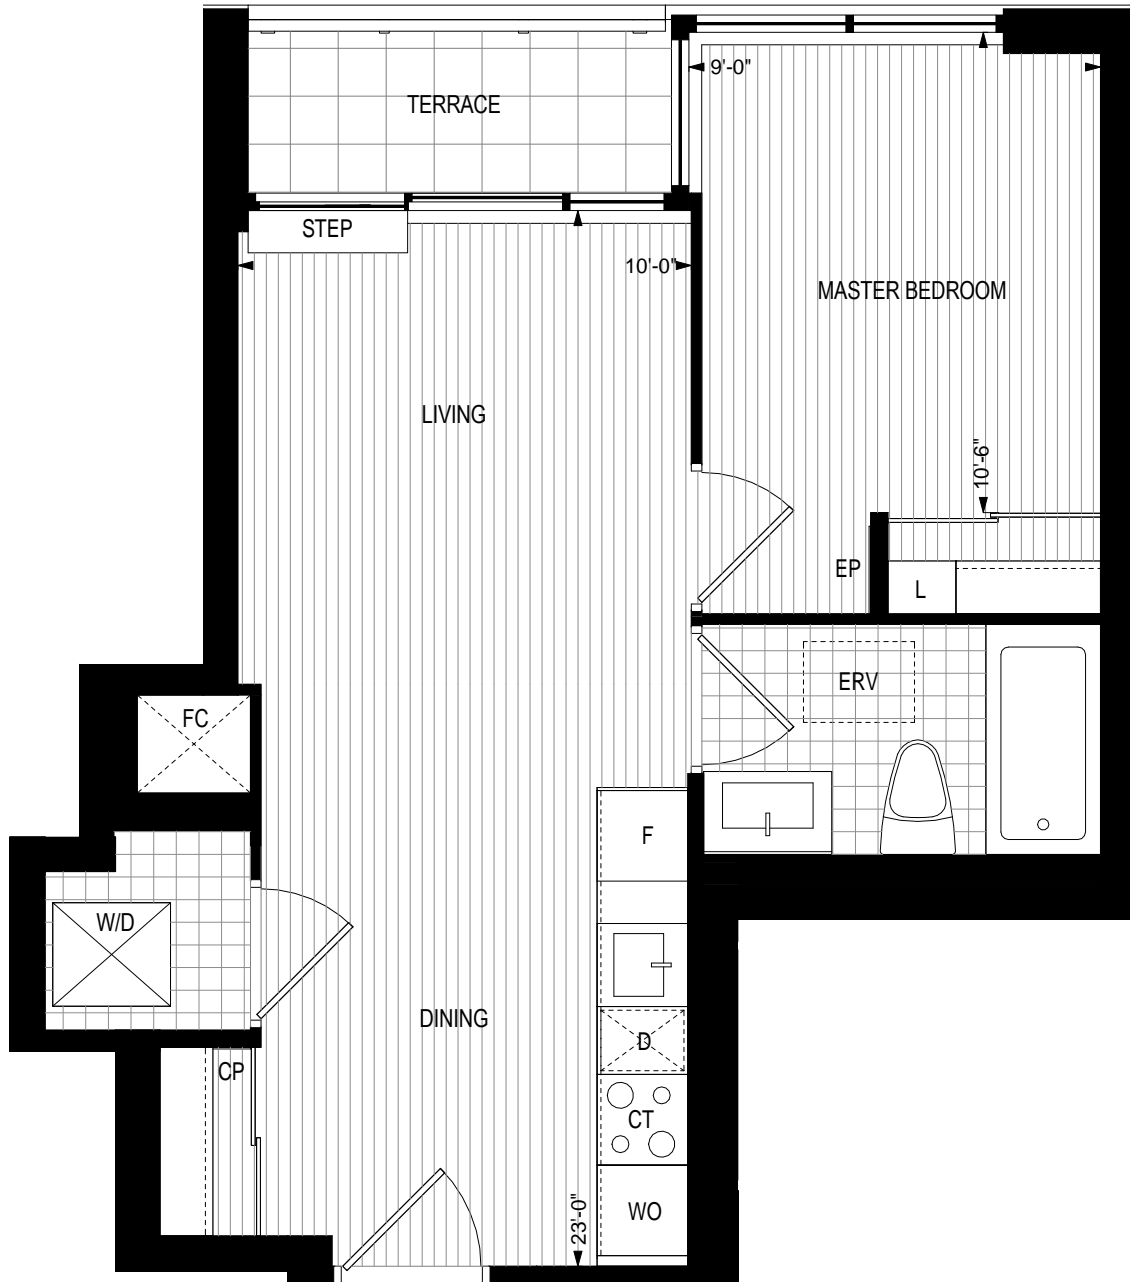 9'-0"
TERRACE
STEP
10'-0"
MASTER BEDROOM
LIVING
10'-6"
EP
L
ERV
FC
F
W/D
DINING
D
CP
CT
WO
23'-0"